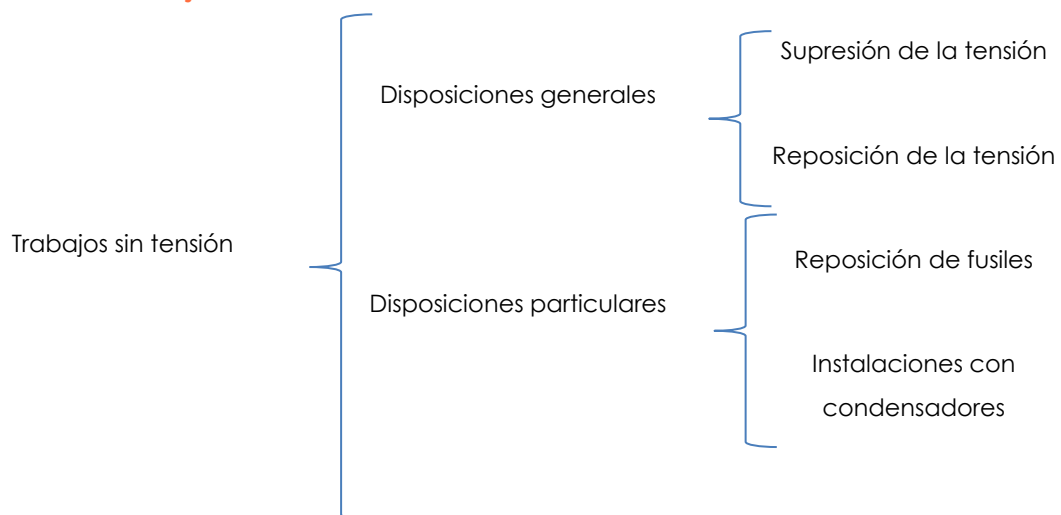 Supresión de la tensión
Disposiciones generales
Reposición de la tensión
Trabajos sin tensión
Reposición de fusiles
Disposiciones particulares
Instalaciones con
condensadores